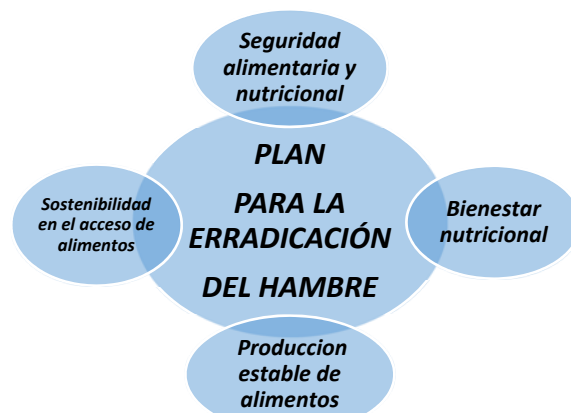 Seguridad
alimentaria y
nutricional
PLAN
PARA LA
ERRADICACIÓN
DEL HAMBRE
Sostenibilidad
en el acceso de
alimentos
Bienestar
nutricional
Produccion
estable de
alimentos